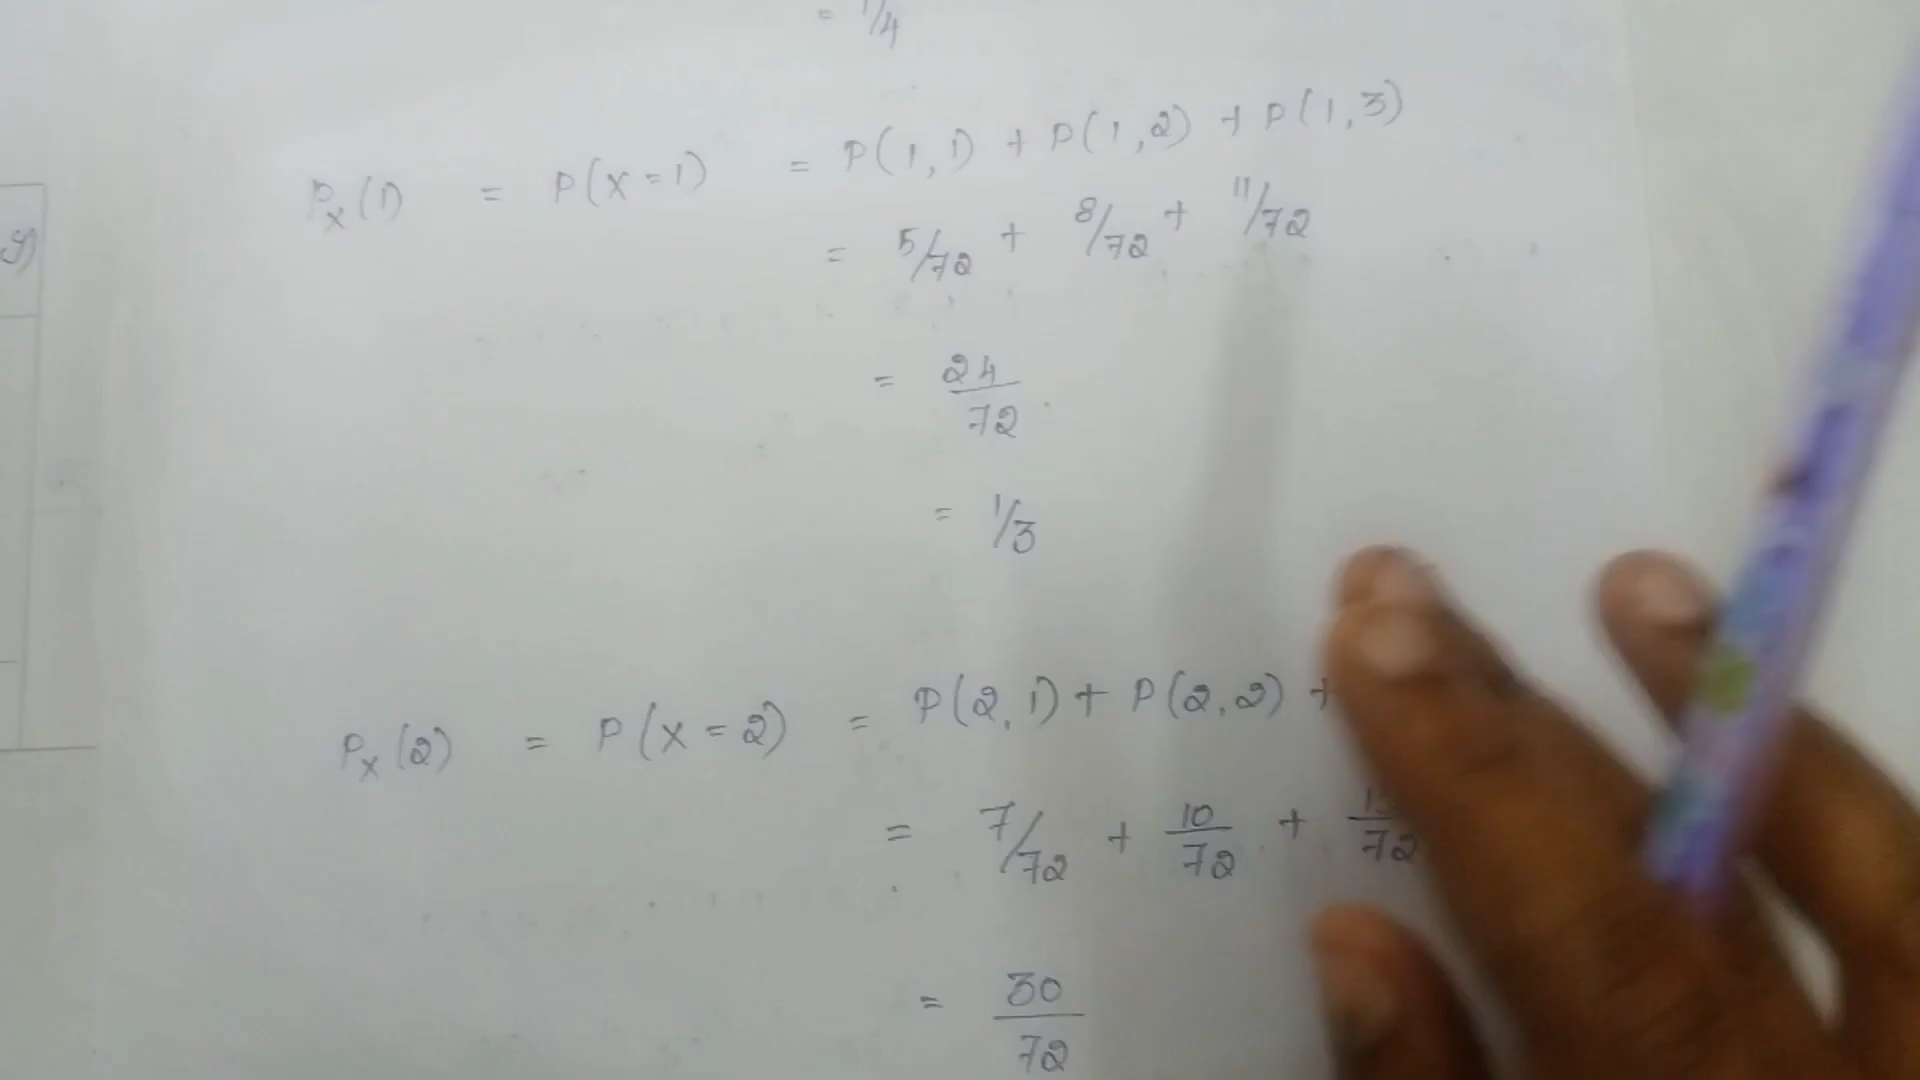 = 1/4
Px(1) = P(x=1) = P(1,1) + P(1,2) + P(1,3)
= 5/72 + 8/72 + 11/72
= 24/72
= 1/3
Px(2) = P(x=2) = P(2,1) + P(2,2) +
= 7/72 + 10/72 + /72
= 30/72
y)